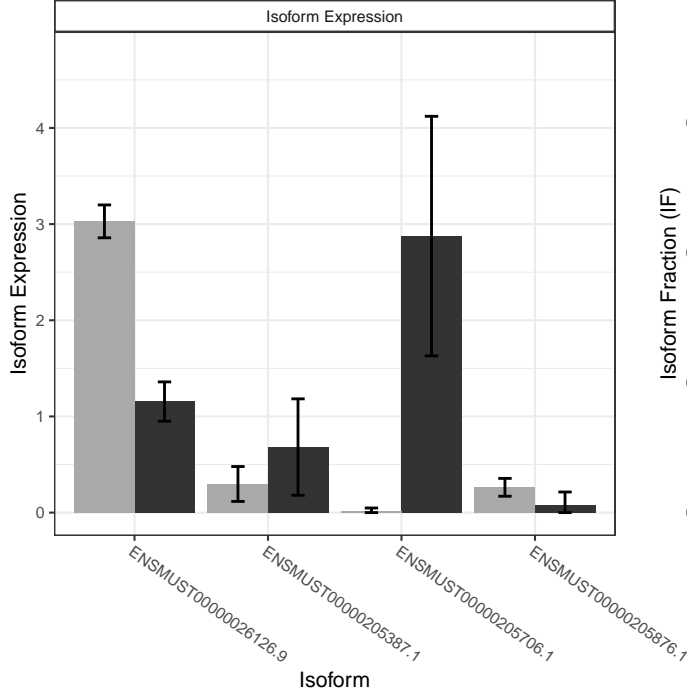 Isoform Expression
Isoform Expression
4
3
2
1
0
ENSMUST00000026126.9
ENSMUST00000205387.1
ENSMUST00000205706.1
ENSMUST00000205876.1
Isoform
Isoform Fraction (IF)